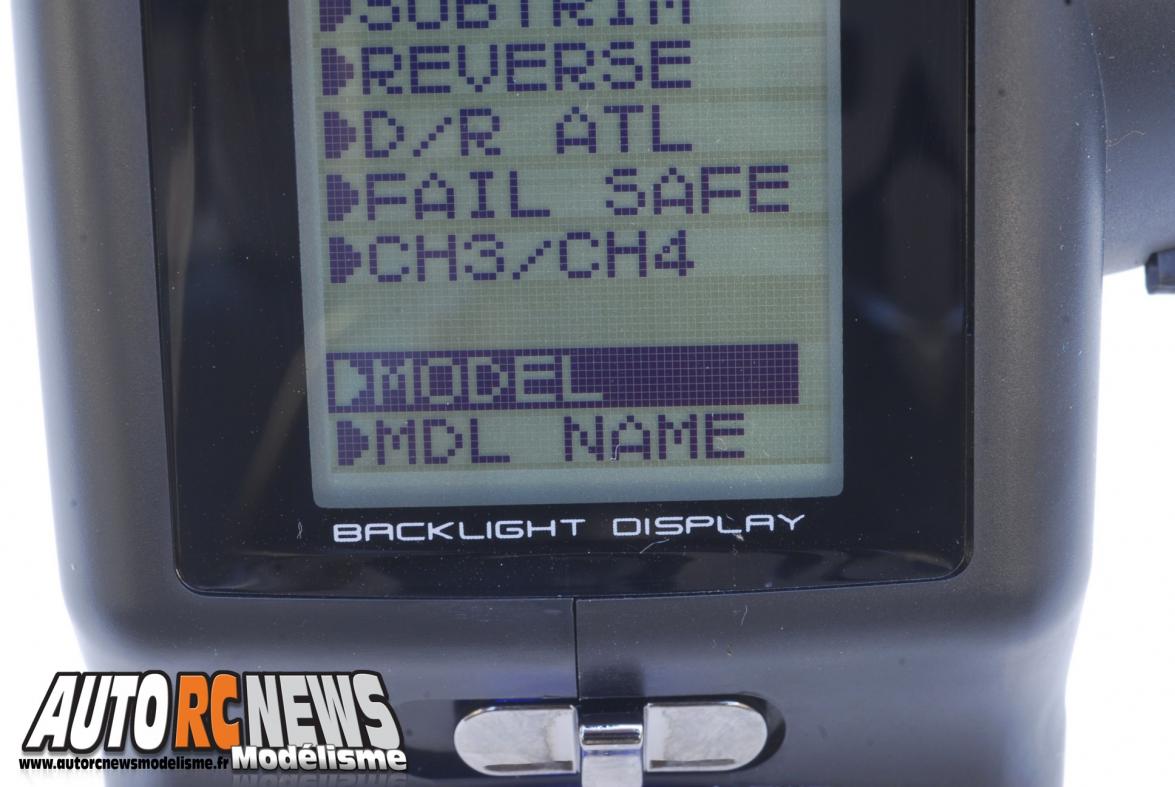 SUBTRIM
REVERSE
D/R ATL
FAIL SAFE
CH3/CH4
MODEL
MDL NAME
BACKLIGHT DISPLAY
AUTO RC NEWS
Modélisme
www.autorcnewsmodelisme.fr